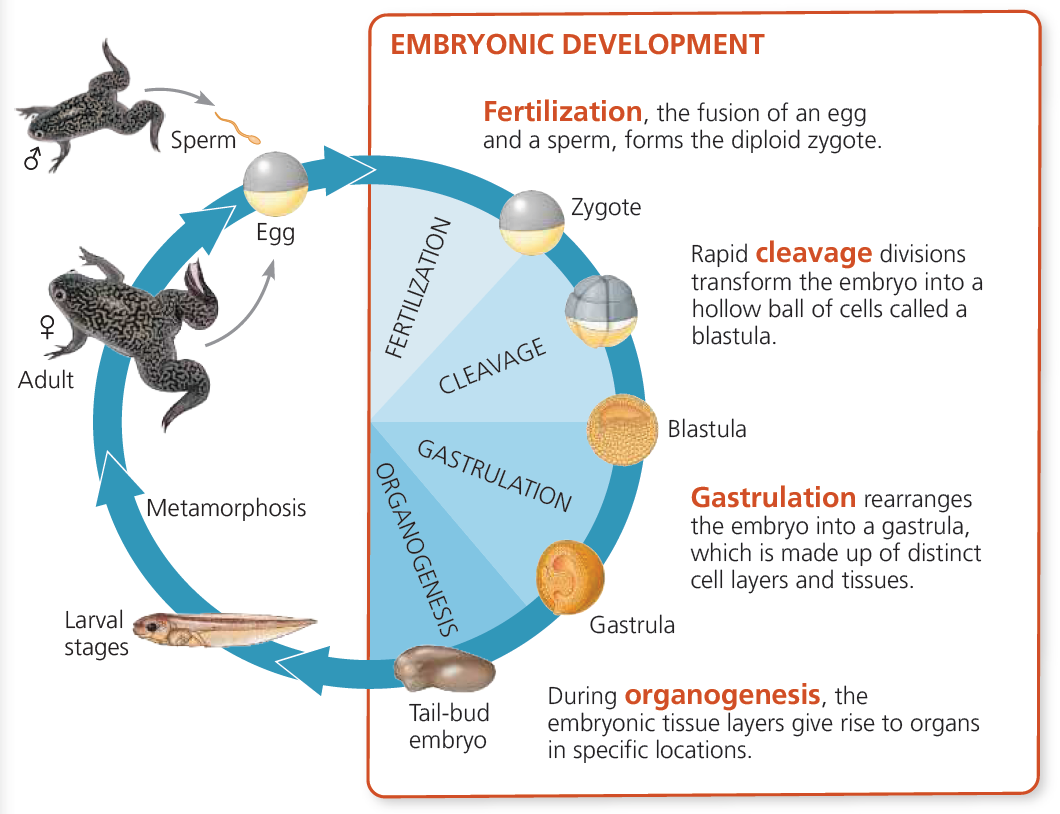 EMBRYONIC DEVELOPMENT
Fertilization, the fusion of an egg
and a sperm, forms the diploid zygote.
♂
Sperm
Egg
Zygote
FERTILIZATION
Rapid cleavage divisions
transform the embryo into a
hollow ball of cells called a
blastula.
♀
Adult
CLEAVAGE
Blastula
GASTRULATION
Gastrulation rearranges
the embryo into a gastrula,
which is made up of distinct
cell layers and tissues.
ORGANOGENESIS
Metamorphosis
Gastrula
Larval
stages
Tail-bud
embryo
During organogenesis, the
embryonic tissue layers give rise to organs
in specific locations.